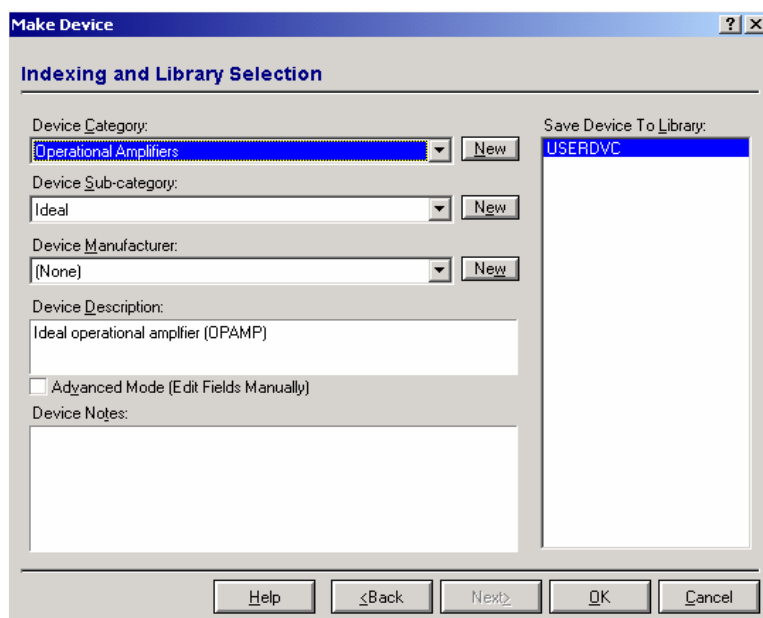 Make Device
Indexing and Library Selection
Device Category:
Operational Amplifiers
New
Device Sub-category:
Ideal
New
Device Manufacturer:
(None)
New
Device Description:
Ideal operational amplfier (OPAMP)
Advanced Mode (Edit Fields Manually)
Device Notes:
Save Device To Library:
USERDVC
Help
<Back
Next>
OK
Cancel